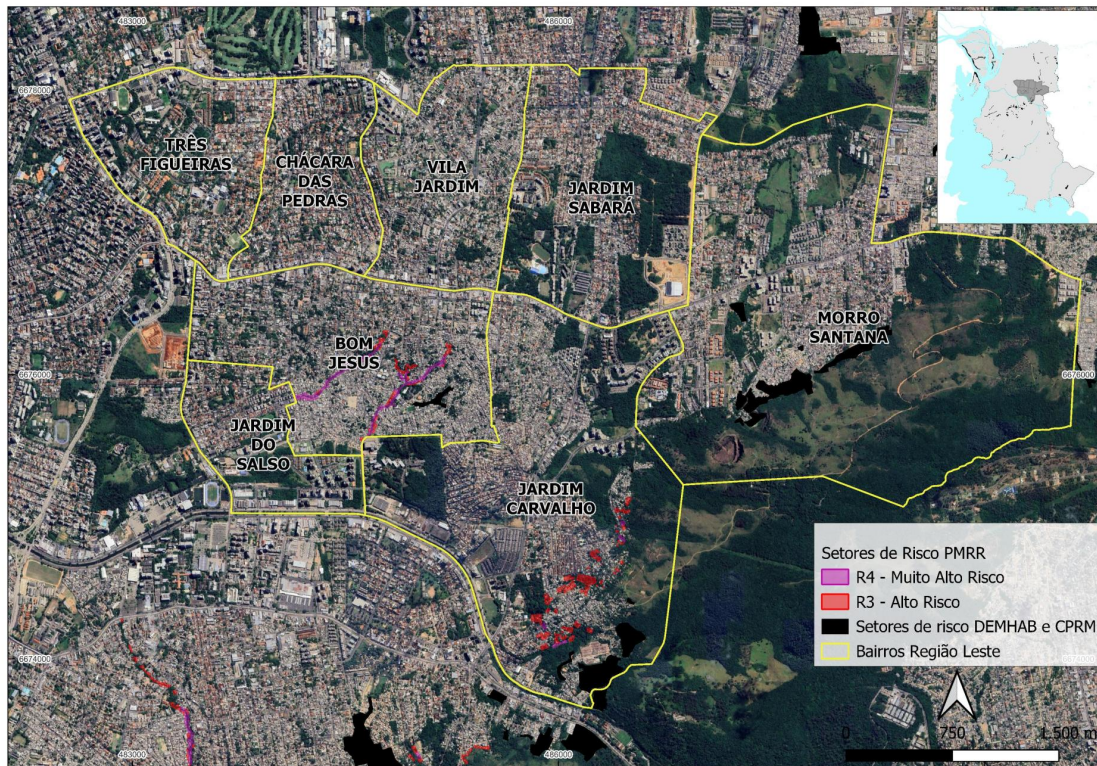 483000
486000
6678000
TRÊS
FIGUEIRAS
CHÁCARA
DAS
PEDRAS
VILA
JARDIM
JARDIM
SABARÁ
MORRO
SANTANA
BOM
JESUS
6676000
6676000
JARDIM
DO
SALSO
JARDIM
CARVALHO
Setores de Risco PMRR
R4 - Muito Alto Risco
R3 - Alto Risco
Setores de risco DEMHAB e CPRM
Bairros Região Leste
6674000
0 750 1.500 m
483000
486000